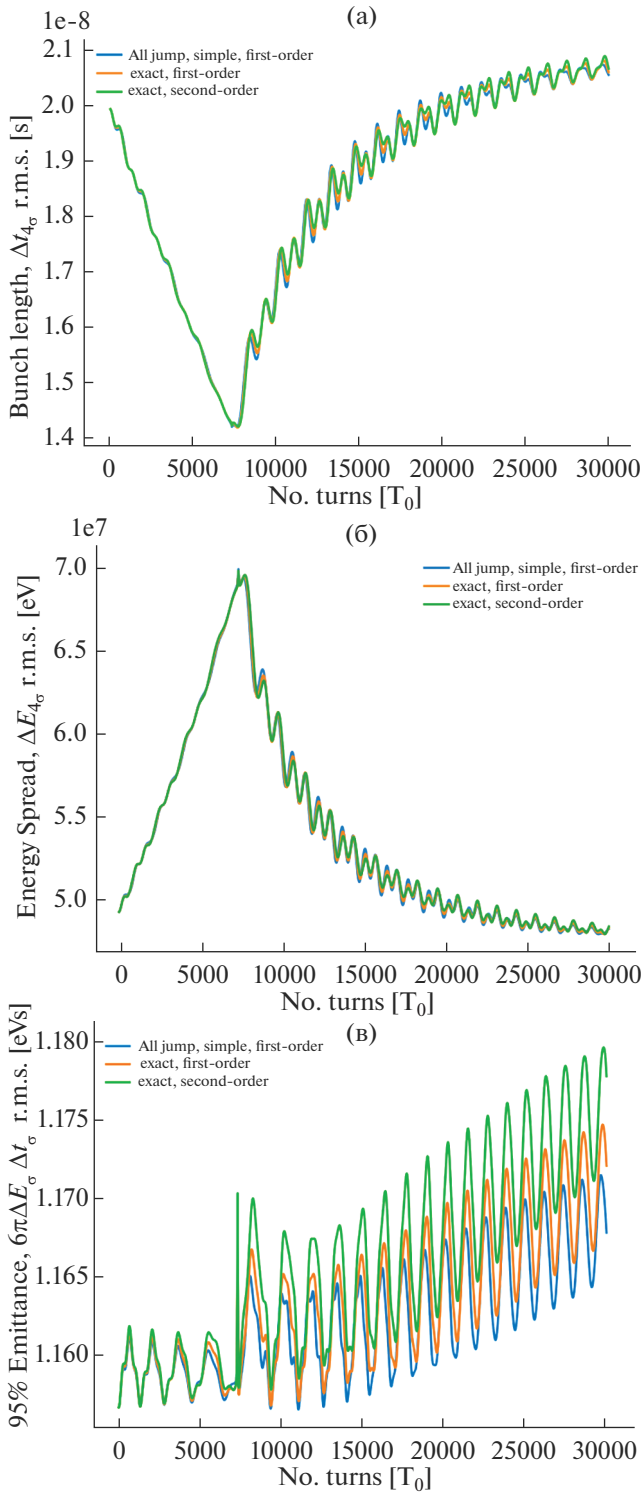 (а)
1e-8
All jump, simple, first-order
exact, first-order
exact, second-order
2.1
2.0
1.9
1.8
1.7
1.6
1.5
1.4
Bunch length, Δt₄σ r.m.s. [s]
0 5000 10000 15000 20000 25000 30000
No. turns [T₀]
(б)
1e7
All jump, simple, first-order
exact, first-order
exact, second-order
7.0
6.5
6.0
5.5
5.0
Energy Spread, ΔE₄σ r.m.s. [eV]
0 5000 10000 15000 20000 25000 30000
No. turns [T₀]
(в)
All jump, simple, first-order
exact, first-order
exact, second-order
1.180
1.175
1.170
1.165
1.160
95% Emittance, 6πΔEσ Δtσ r.m.s. [eVs]
0 5000 10000 15000 20000 25000 30000
No. turns [T₀]